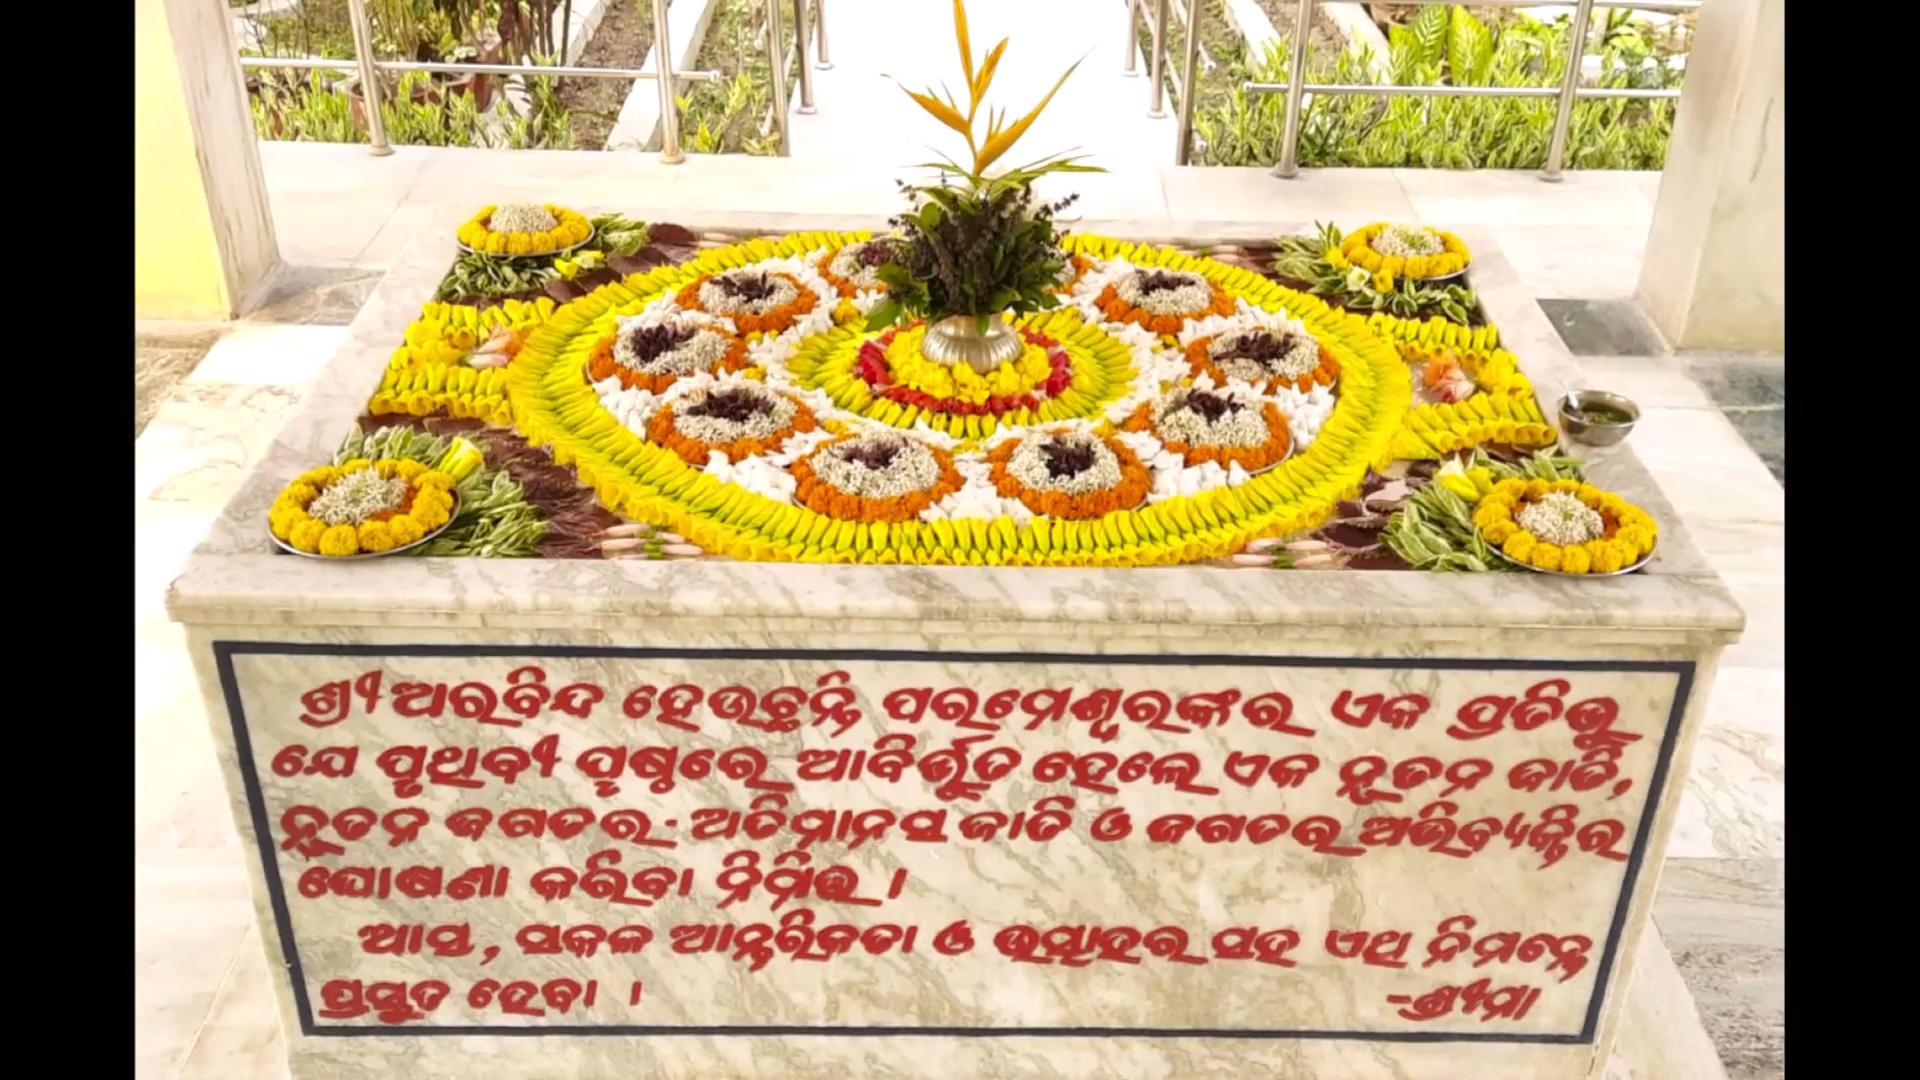 ଶ୍ରୀଅରବିନ୍ଦ ହେଉଛନ୍ତି ପରମେଶ୍ୱରଙ୍କର ଏକ ପ୍ରତିଭୂ
ଯେ ପୃଥିବୀ ପୃଷ୍ଠରେ ଆବିର୍ଭୂତ ହେଲେ ଏକ ନୂତନ ଜାତି,
ନୂତନ ଜଗତର - ଅତିମାନସ ଜାତି ଓ ଜଗତର ଅଭିବ୍ୟକ୍ତିର
ଘୋଷଣା କରିବା ନିମିତ୍ତ ।
ଆସ, ସକଳ ଆନ୍ତରିକତା ଓ ଉତ୍ସାହର ସହ ଏଥି ନିମନ୍ତେ
ପ୍ରସ୍ତୁତ ହେବା ।
-ଶ୍ରୀମା